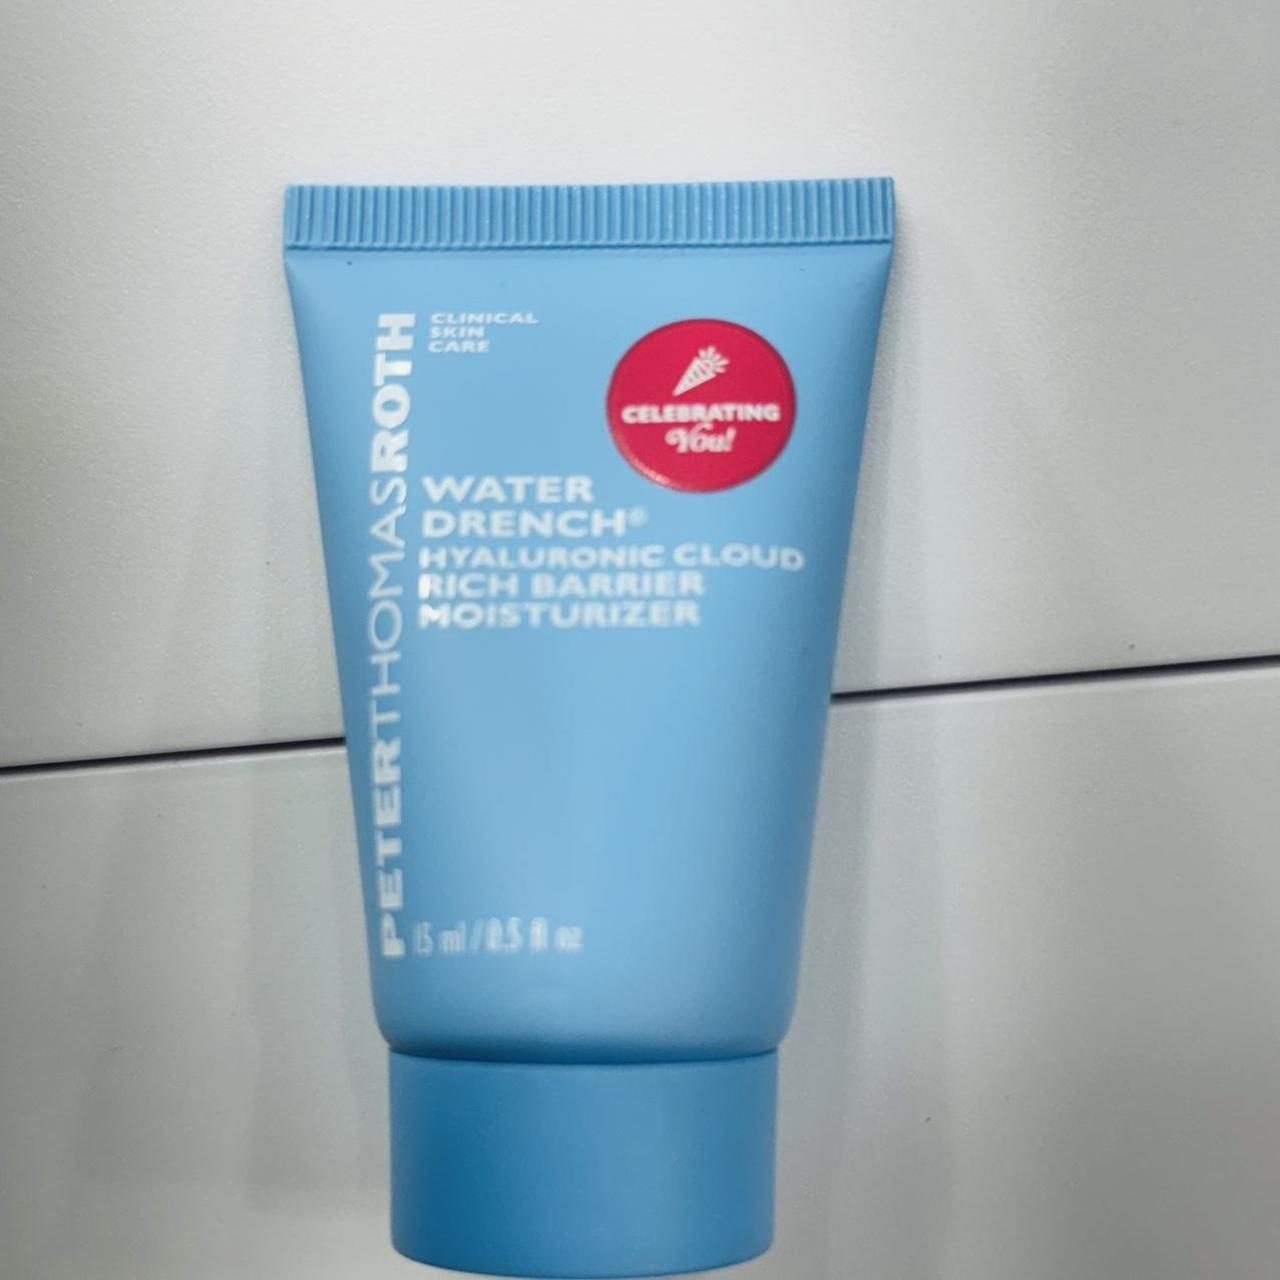 PETERTHOMASROTH
CLINICAL
SKIN
CARE
CELEBRATING
You!
WATER
DRENCH®
HYALURONIC CLOUD
RICH BARRIER
MOISTURIZER
15 ml / 0.5 fl oz